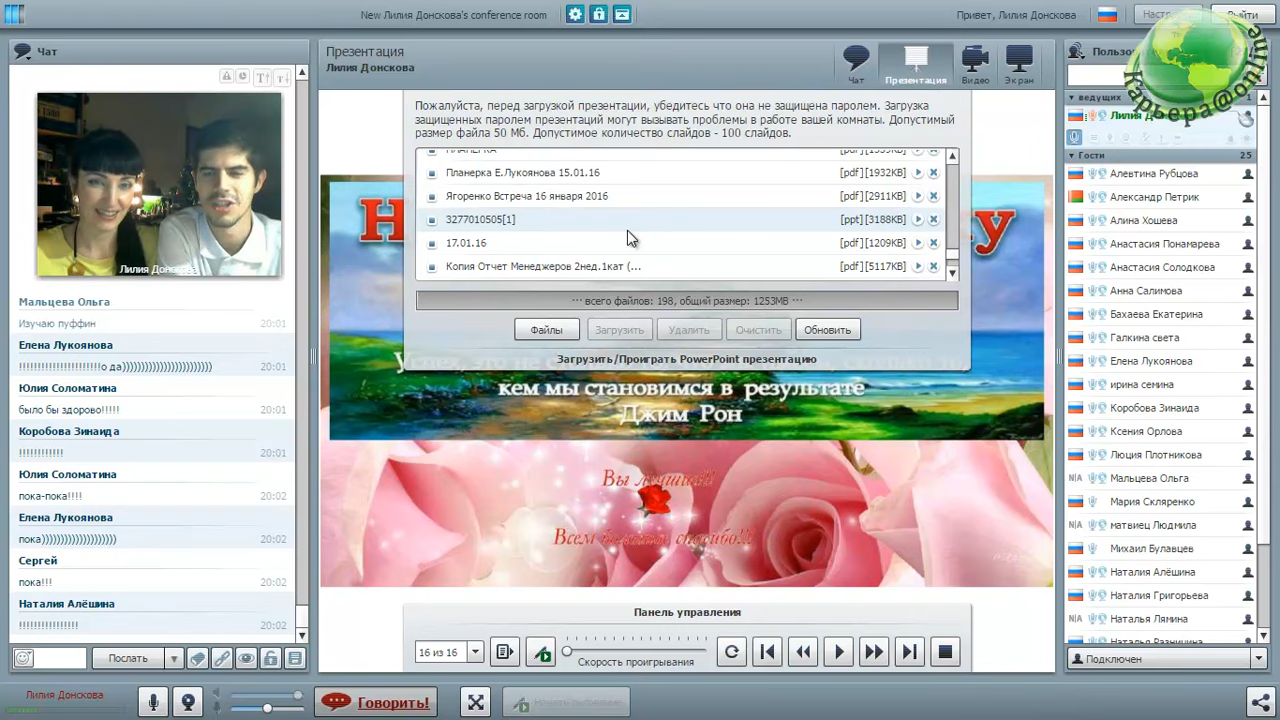 New Лилия Донскова's conference room
Привет, Лилия Донскова
Выйти
Чат
Лилия Донскова
Мальцева Ольга
Изучаю пуффин 20:01
Елена Лукоянова
!!!!!!!!!!!!!!!!!!!!!о да)))))))))))))))))))))))) 20:01
Юлия Соломатина
было бы здорово!!!!! 20:01
Коробова Зинаида
!!!!!!!!!!!! 20:01
Юлия Соломатина
пока-пока!!!! 20:02
Елена Лукоянова
пока)))))))))))))))))))) 20:02
Сергей
пока!!! 20:02
Наталия Алёшина
!!!!!!!!!!!!!!!! 20:02
Послать
Презентация
Лилия Донскова
Чат
Презентация
Видео
Экран
Пожалуйста, перед загрузкой презентации, убедитесь что она не защищена паролем. Загрузка
защищенных паролем презентаций могут вызывать проблемы в работе вашей комнаты. Допустимый
размер файла 50 Мб. Допустимое количество слайдов - 100 слайдов.
ПЛАНЕРКА [pdf][1359KB]
Планерка Е.Лукоянова 15.01.16 [pdf][1932KB]
Ягоренко Встреча 16 января 2016 [pdf][2911KB]
3277010505[1] [ppt][3188KB]
17.01.16 [pdf][1209KB]
Копия Отчет Менеджеров 2нед.1кат (... [pdf][5117KB]
··· всего файлов: 198, общий размер: 1253MB ···
Файлы
Загрузить
Удалить
Очистить
Обновить
Загрузить/Проиграть PowerPoint презентацию
кем мы становимся в результате
Джим Рон
Вы лучшие!!!
Всем большое спасибо!!!
Панель управления
16 из 16
Скорость проигрывания
Карьера@online
ведущих 1
Гости 25
Алевтина Рубцова
Александр Петрик
Алина Хошева
Анастасия Понамарева
Анастасия Солодкова
Анна Салимова
Бахаева Екатерина
Галкина света
Елена Лукоянова
ирина семина
Коробова Зинаида
Ксения Орлова
Люция Плотникова
N/A Мальцева Ольга
Мария Скляренко
N/A матвиец Людмила
Михаил Булавцев
Наталия Алёшина
Наталия Григорьева
N/A Наталья Лямина
Наталья Разничина
Подключен
Лилия Донскова
Говорить!